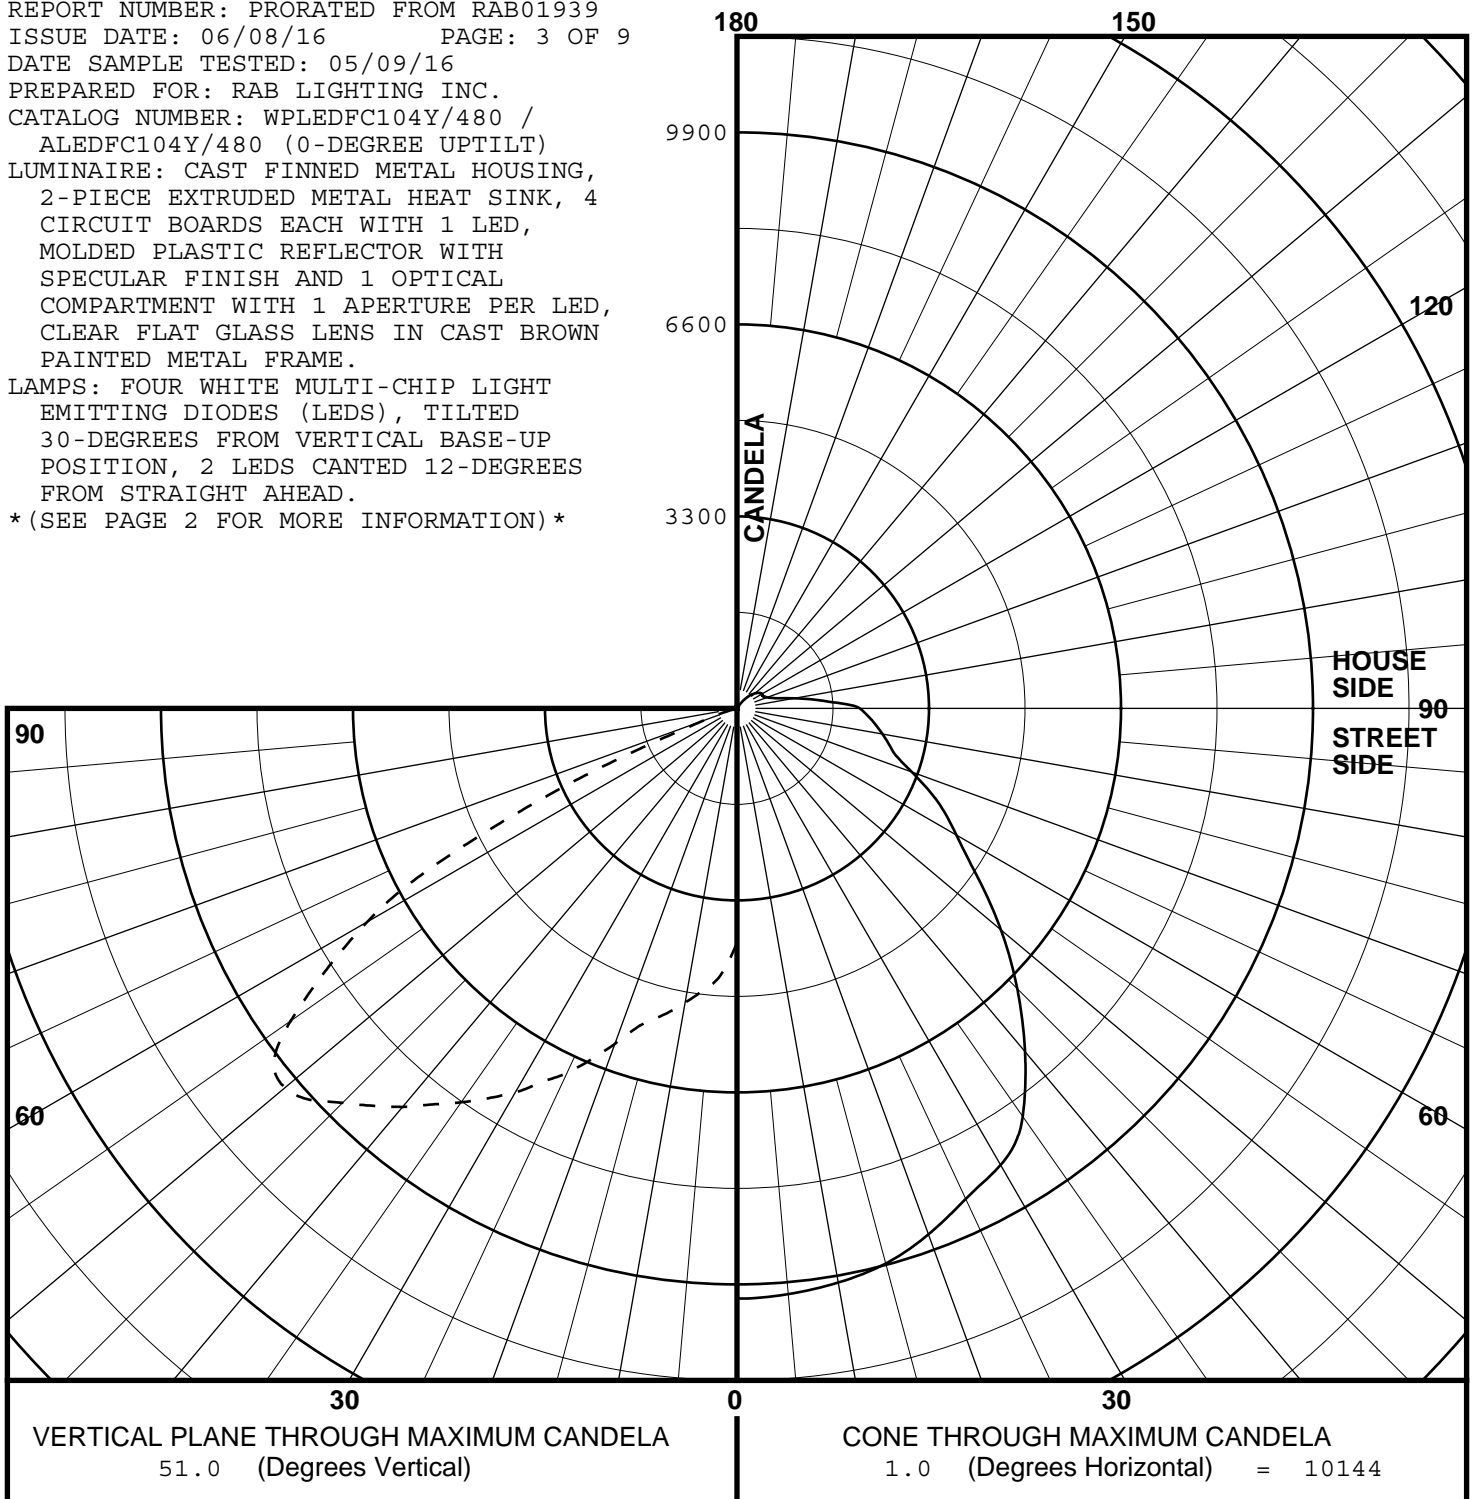 REPORT NUMBER: PRORATED FROM RAB01939
ISSUE DATE: 06/08/16 PAGE: 3 OF 9
DATE SAMPLE TESTED: 05/09/16
PREPARED FOR: RAB LIGHTING INC.
CATALOG NUMBER: WPLEDFC104Y/480 /
ALEDFC104Y/480 (0-DEGREE UPTILT)
LUMINAIRE: CAST FINNED METAL HOUSING,
2-PIECE EXTRUDED METAL HEAT SINK, 4
CIRCUIT BOARDS EACH WITH 1 LED,
MOLDED PLASTIC REFLECTOR WITH
SPECULAR FINISH AND 1 OPTICAL
COMPARTMENT WITH 1 APERTURE PER LED,
CLEAR FLAT GLASS LENS IN CAST BROWN
PAINTED METAL FRAME.
LAMPS: FOUR WHITE MULTI-CHIP LIGHT
EMITTING DIODES (LEDS), TILTED
30-DEGREES FROM VERTICAL BASE-UP
POSITION, 2 LEDS CANTED 12-DEGREES
FROM STRAIGHT AHEAD.
*(SEE PAGE 2 FOR MORE INFORMATION)*
180
150
9900
120
6600
CANDELA
3300
HOUSE
SIDE
90
90
STREET
SIDE
60
60
30
0
30
VERTICAL PLANE THROUGH MAXIMUM CANDELA
51.0 (Degrees Vertical)
CONE THROUGH MAXIMUM CANDELA
1.0 (Degrees Horizontal) = 10144